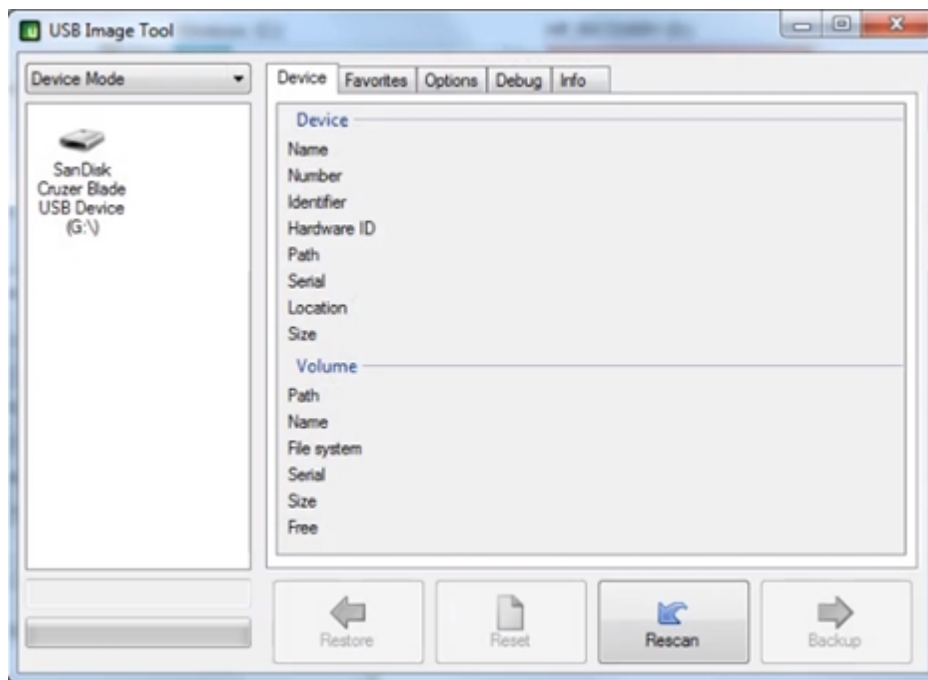 USB Image Tool
Device Mode
Device Favorites Options Debug Info
SanDisk
Cruzer Blade
USB Device
(G:\)
Device
Name
Number
Identifier
Hardware ID
Path
Serial
Location
Size
Volume
Path
Name
File system
Serial
Size
Free
Restore Reset Rescan Backup